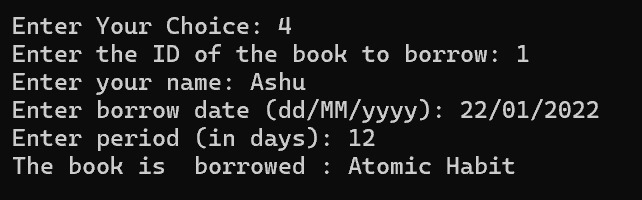 Enter Your Choice: 4
Enter the ID of the book to borrow: 1
Enter your name: Ashu
Enter borrow date (dd/MM/yyyy): 22/01/2022
Enter period (in days): 12
The book is  borrowed : Atomic Habit